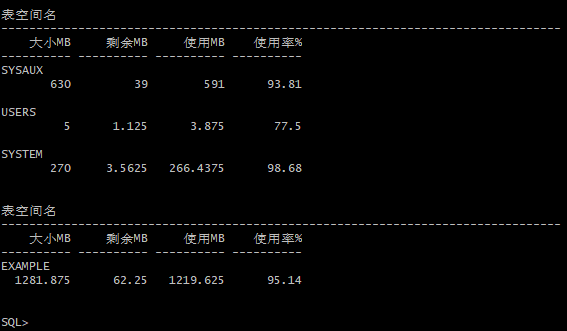 表空间名
--------------------------------------------------------------------------------
    大小MB     剩余MB     使用MB    使用率%
---------- ---------- ---------- ----------
SYSAUX
       630         39        591      93.81

USERS
         5      1.125      3.875       77.5

SYSTEM
       270     3.5625   266.4375      98.68


表空间名
--------------------------------------------------------------------------------
    大小MB     剩余MB     使用MB    使用率%
---------- ---------- ---------- ----------
EXAMPLE
  1281.875      62.25   1219.625      95.14


SQL>